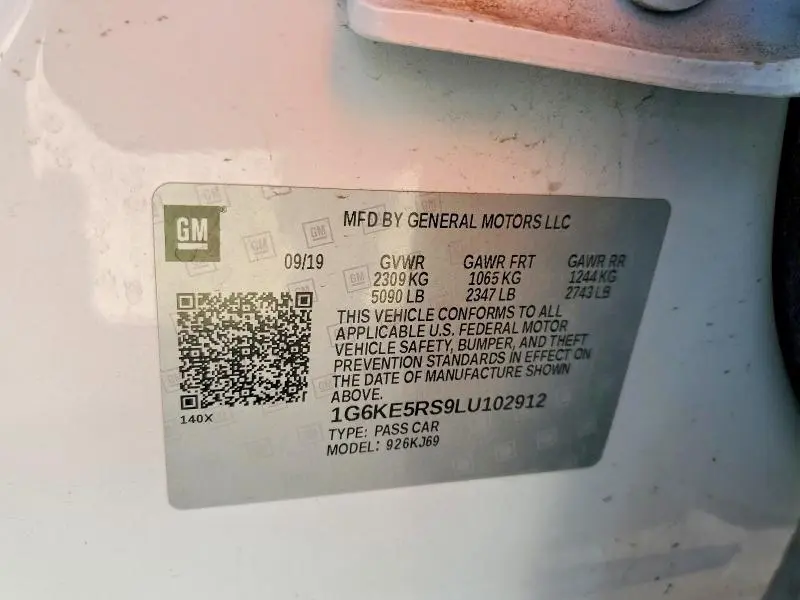 GM
MFD BY GENERAL MOTORS LLC
09/19 GVWR GAWR FRT GAWR RR
2309 KG 1065 KG 1244 KG
5090 LB 2347 LB 2743 LB
THIS VEHICLE CONFORMS TO ALL
APPLICABLE U.S. FEDERAL MOTOR
VEHICLE SAFETY, BUMPER, AND THEFT
PREVENTION STANDARDS IN EFFECT ON
THE DATE OF MANUFACTURE SHOWN
ABOVE.
140X
1G6KE5RS9LU102912
TYPE: PASS CAR
MODEL: 926KJ69